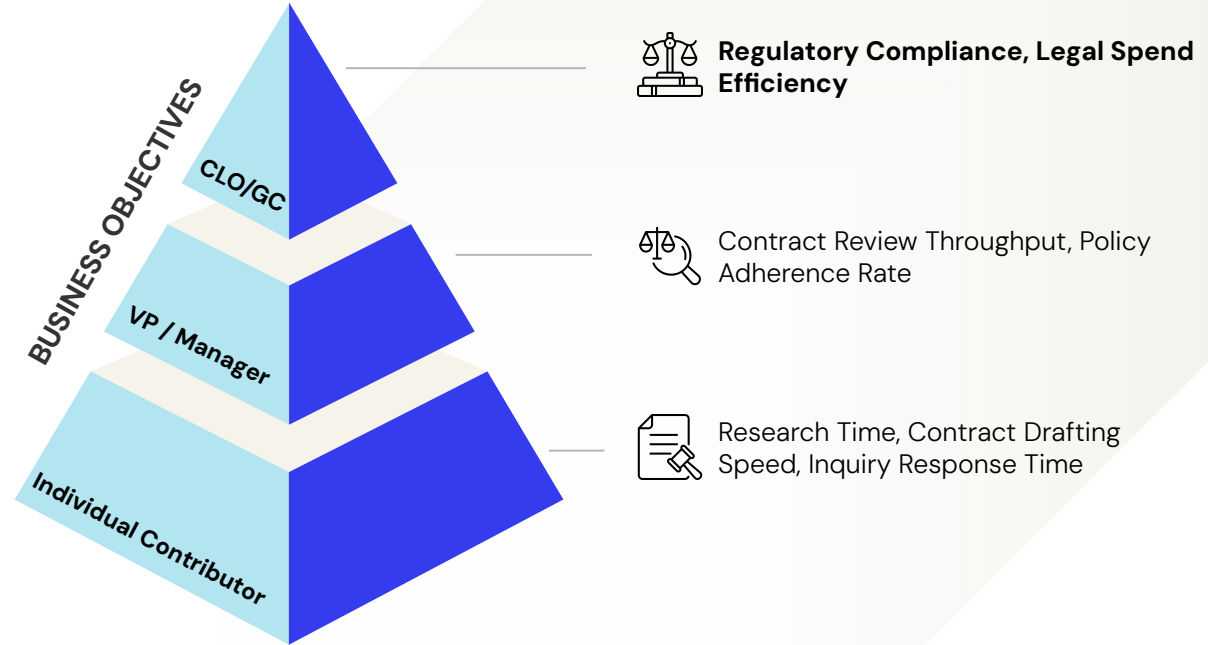 BUSINESS OBJECTIVES
CLO/GC
Regulatory Compliance, Legal Spend
Efficiency
VP / Manager
Contract Review Throughput, Policy
Adherence Rate
Individual Contributor
Research Time, Contract Drafting
Speed, Inquiry Response Time